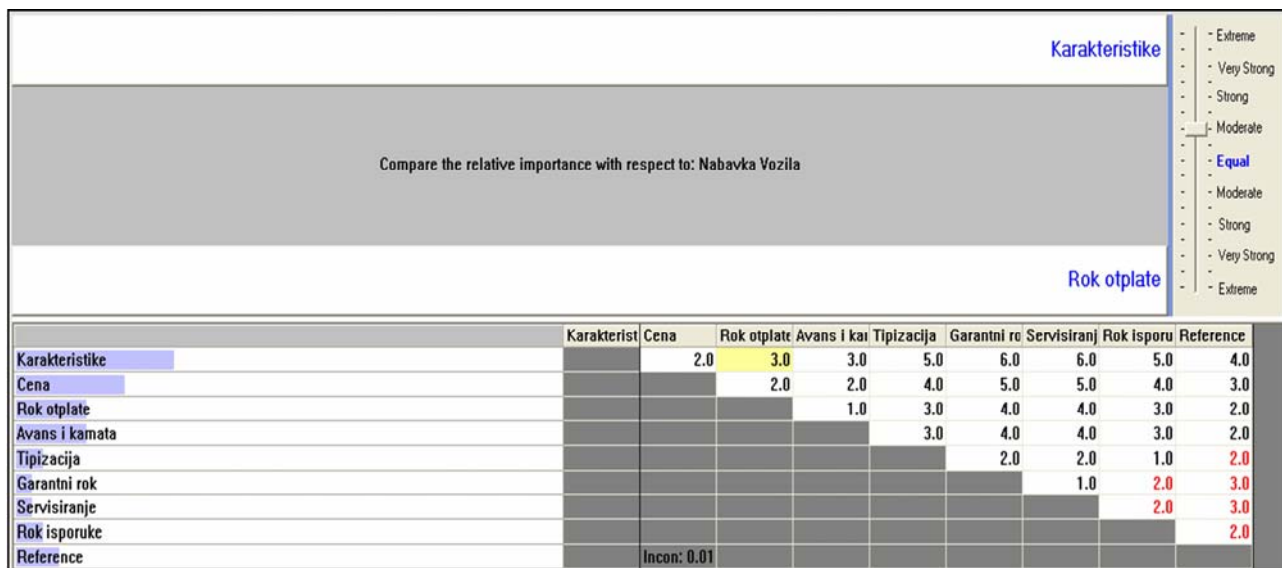 Karakteristike
Extreme
Very Strong
Strong
Moderate
Equal
Moderate
Strong
Very Strong
Extreme
Compare the relative importance with respect to: Nabavka Vozila
Rok otplate
Karakterist Cena Rok otplate Avans i kar Tipizacija Garantni ro Servisiranj Rok isporu Reference
Karakteristike 2.0 3.0 3.0 5.0 6.0 6.0 5.0 4.0
Cena 2.0 2.0 4.0 5.0 5.0 4.0 3.0
Rok otplate 1.0 3.0 4.0 4.0 3.0 2.0
Avans i kamata 3.0 4.0 4.0 3.0 2.0
Tipizacija 2.0 2.0 1.0 2.0
Garantni rok 1.0 2.0 3.0
Servisiranje 2.0 3.0
Rok isporuke 2.0
Reference Incon: 0.01